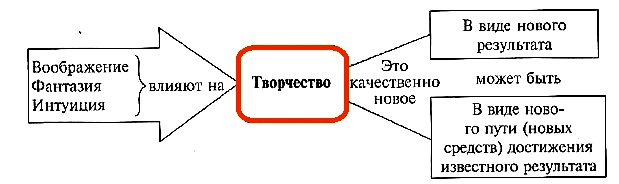 Воображение
Фантазия
Интуиция
влияют на
Творчество
Это
качественно
новое
может быть
В виде нового
результата
В виде ново-
го пути (новых
средств) достижения
известного результата